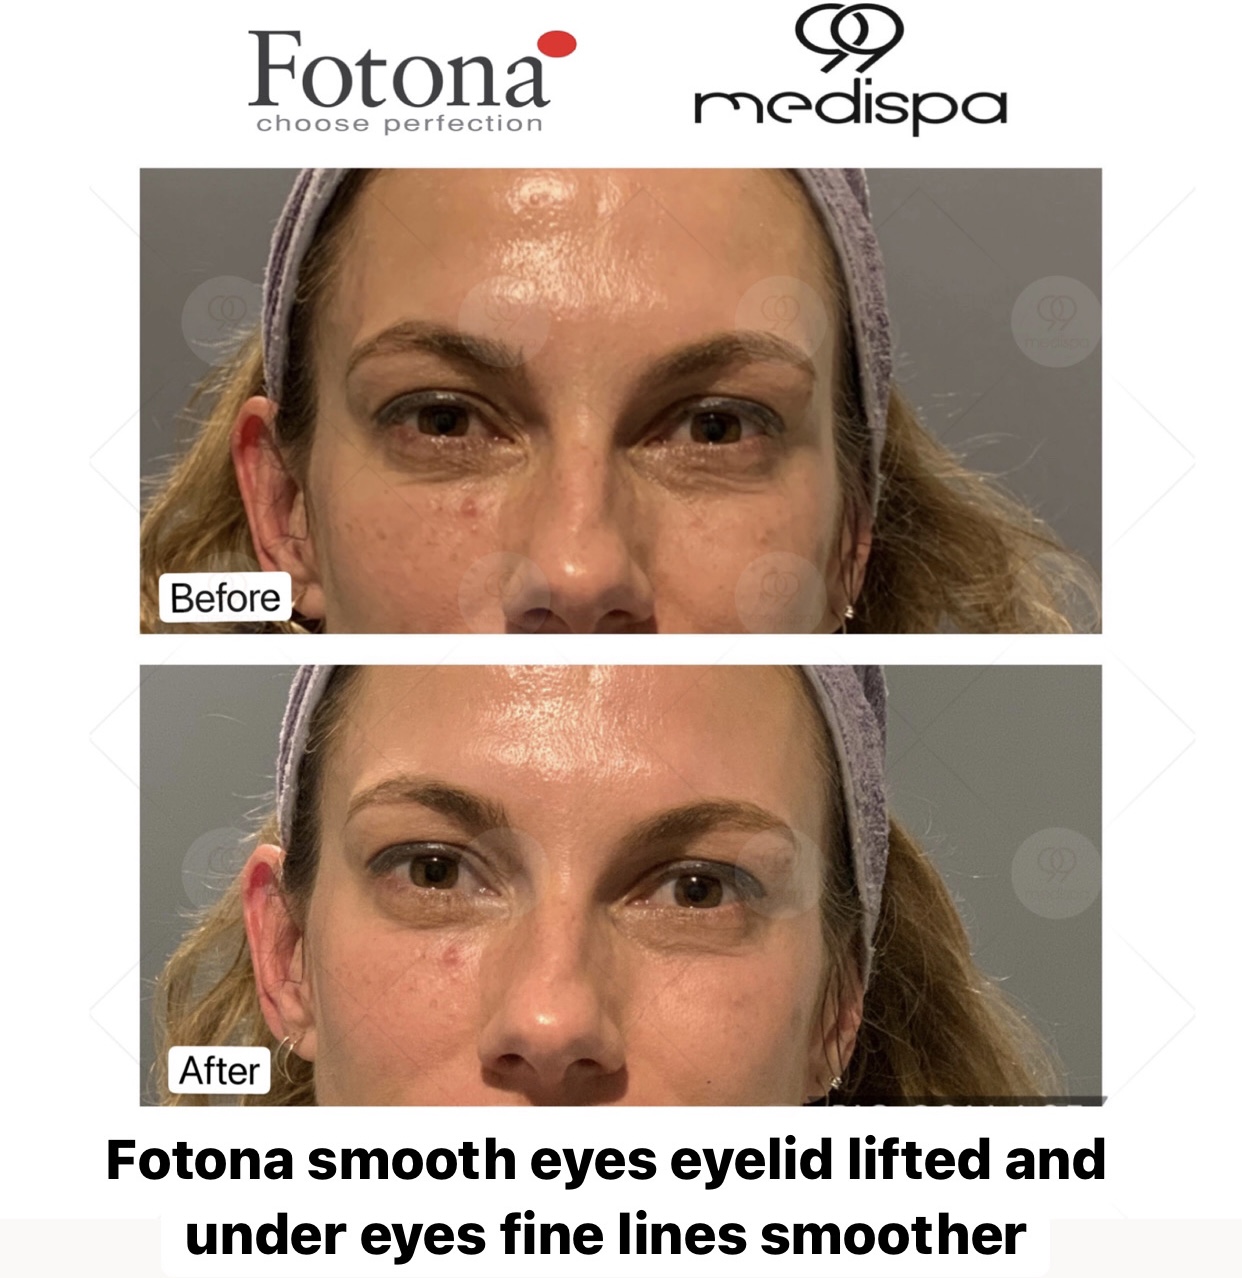 Fotona
choose perfection
99
medispa
Before
After
Fotona smooth eyes eyelid lifted and
under eyes fine lines smoother